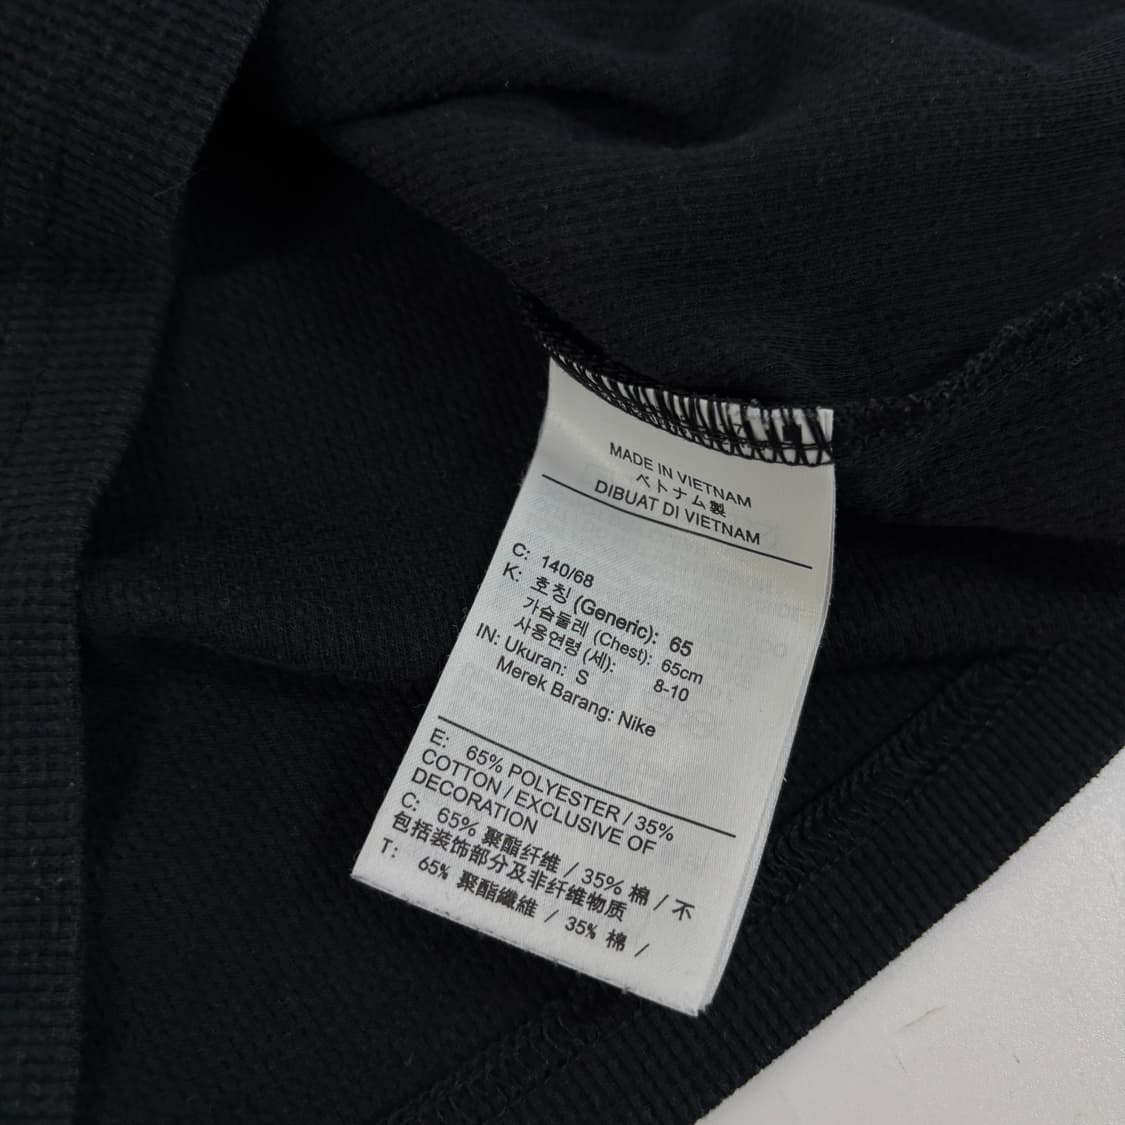 MADE IN VIETNAM
ベトナム製
DIBUAT DI VIETNAM
C: 140/68
K: 호칭 (Generic): 65
가슴둘레 (Chest): 65cm
사용연령 (세): 8-10
IN: Ukuran: S
Merek Barang: Nike
E: 65% POLYESTER / 35%
COTTON / EXCLUSIVE OF
DECORATION
C: 65% 聚酯纤维 / 35% 棉 / 不
包括装饰部分及非纤维物质
T: 65% 聚酯纖維 / 35% 棉 /